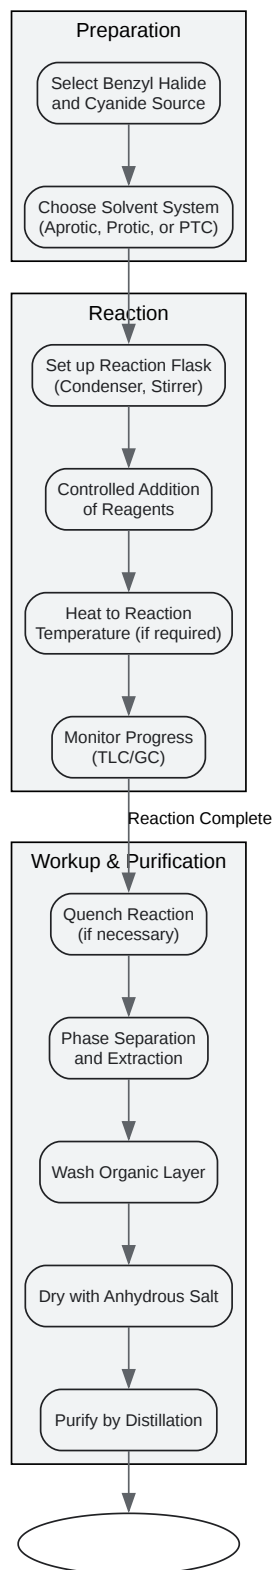 Preparation
Select Benzyl Halide
and Cyanide Source
Choose Solvent System
(Aprotic, Protic, or PTC)
Reaction
Set up Reaction Flask
(Condenser, Stirrer)
Controlled Addition
of Reagents
Heat to Reaction
Temperature (if required)
Monitor Progress
(TLC/GC)
Reaction Complete
Workup & Purification
Quench Reaction
(if necessary)
Phase Separation
and Extraction
Wash Organic Layer
Dry with Anhydrous Salt
Purify by Distillation